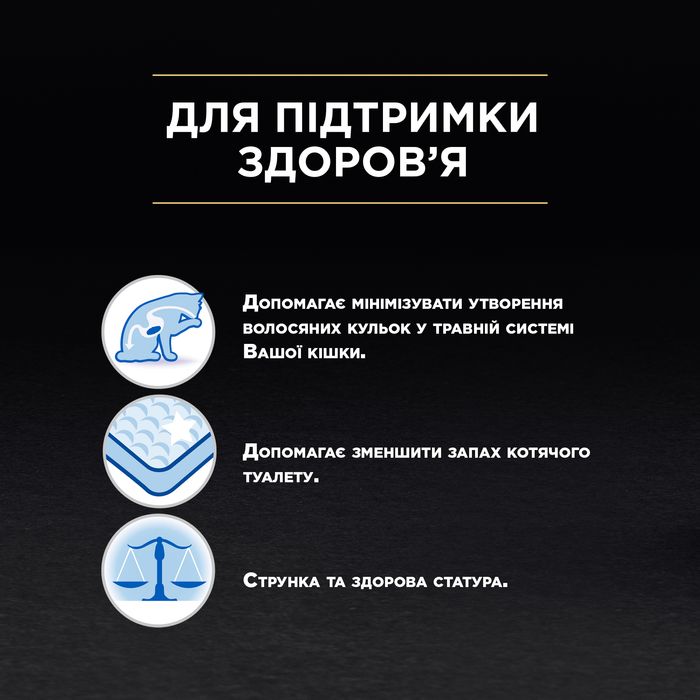 ДЛЯ ПІДТРИМКИ
ЗДОРОВ’Я
Допомагає мінімізувати утворення
волосяних кульок у травній системі
Вашої кішки.
Допомагає зменшити запах котячого
туалету.
Струнка та здорова статура.